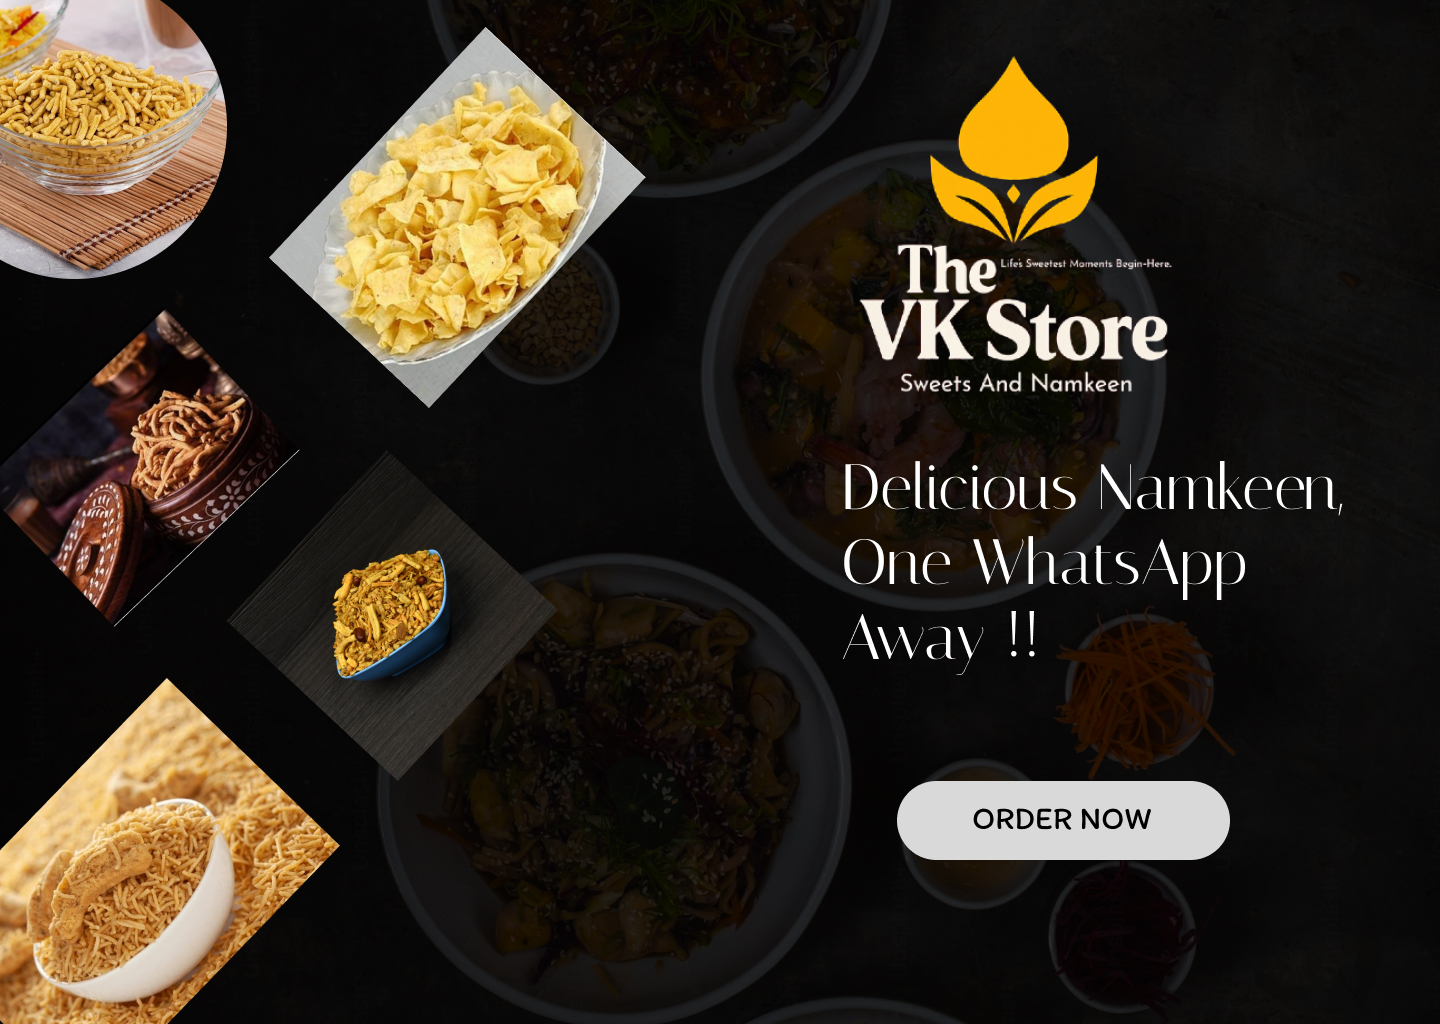 The
Life's Sweetest Moments Begin-Here.
VK Store
Sweets And Namkeen
Delicious Namkeen,
One WhatsApp
Away !!
ORDER NOW